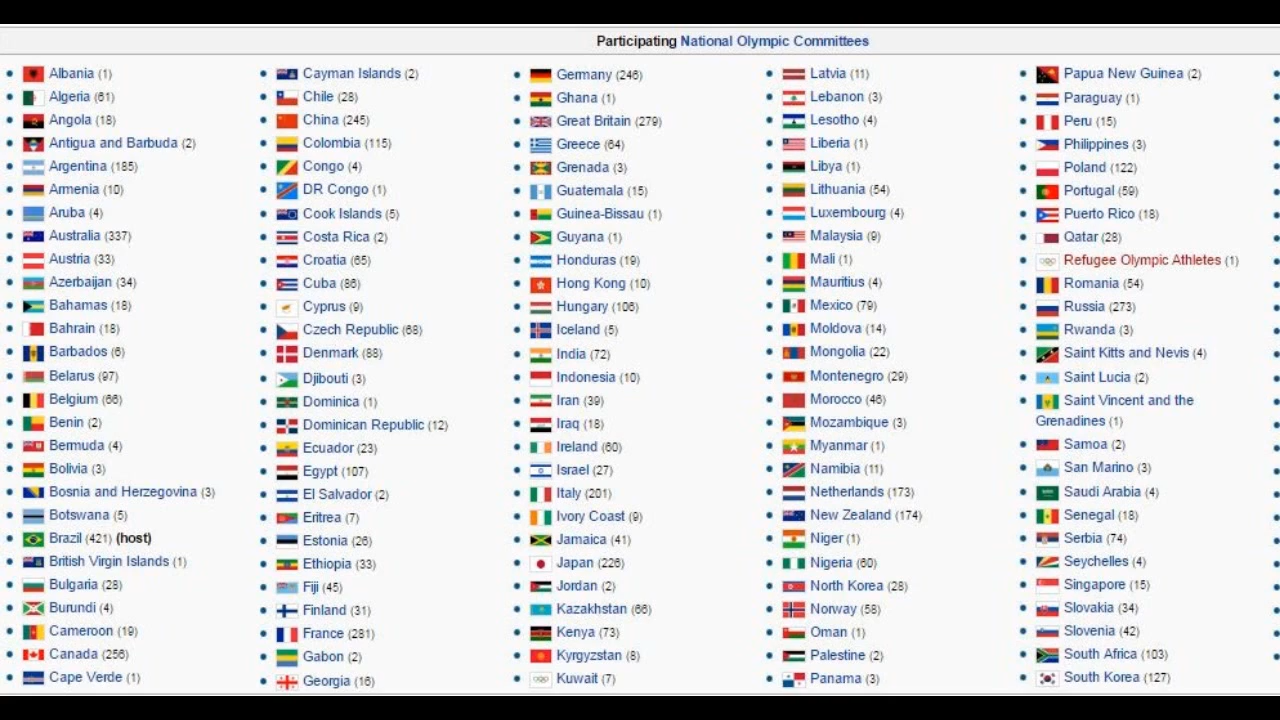 Participating National Olympic Committees
Albania (1)
Algeria (61)
Angola (18)
Antigua and Barbuda (2)
Argentina (185)
Armenia (10)
Aruba (4)
Australia (337)
Austria (33)
Azerbaijan (34)
Bahamas (18)
Bahrain (18)
Barbados (6)
Belarus (97)
Belgium (66)
Benin (2)
Bermuda (4)
Bolivia (3)
Bosnia and Herzegovina (3)
Botswana (5)
Brazil (421) (host)
British Virgin Islands (1)
Bulgaria (28)
Burundi (4)
Cameroon (19)
Canada (256)
Cape Verde (1)
Cayman Islands (2)
Chile (28)
China (245)
Colombia (115)
Congo (4)
DR Congo (1)
Cook Islands (5)
Costa Rica (2)
Croatia (65)
Cuba (86)
Cyprus (9)
Czech Republic (68)
Denmark (88)
Djibouti (3)
Dominica (1)
Dominican Republic (12)
Ecuador (23)
Egypt (107)
El Salvador (2)
Eritrea (7)
Estonia (26)
Ethiopia (33)
Fiji (45)
Finland (31)
France (281)
Gabon (2)
Georgia (16)
Germany (246)
Ghana (1)
Great Britain (279)
Greece (64)
Grenada (3)
Guatemala (15)
Guinea-Bissau (1)
Guyana (1)
Honduras (19)
Hong Kong (10)
Hungary (106)
Iceland (5)
India (72)
Indonesia (10)
Iran (39)
Iraq (18)
Ireland (60)
Israel (27)
Italy (201)
Ivory Coast (9)
Jamaica (41)
Japan (226)
Jordan (2)
Kazakhstan (66)
Kenya (73)
Kyrgyzstan (8)
Kuwait (7)
Latvia (11)
Lebanon (3)
Lesotho (4)
Liberia (1)
Libya (1)
Lithuania (54)
Luxembourg (4)
Malaysia (9)
Mali (1)
Mauritius (4)
Mexico (79)
Moldova (14)
Mongolia (22)
Montenegro (29)
Morocco (46)
Mozambique (3)
Myanmar (1)
Namibia (11)
Netherlands (173)
New Zealand (174)
Niger (1)
Nigeria (60)
North Korea (28)
Norway (58)
Oman (1)
Palestine (2)
Panama (3)
Papua New Guinea (2)
Paraguay (1)
Peru (15)
Philippines (3)
Poland (122)
Portugal (59)
Puerto Rico (18)
Qatar (28)
Refugee Olympic Athletes (1)
Romania (54)
Russia (273)
Rwanda (3)
Saint Kitts and Nevis (4)
Saint Lucia (2)
Saint Vincent and the
Grenadines (1)
Samoa (2)
San Marino (3)
Saudi Arabia (4)
Senegal (18)
Serbia (74)
Seychelles (4)
Singapore (15)
Slovakia (34)
Slovenia (42)
South Africa (103)
South Korea (127)